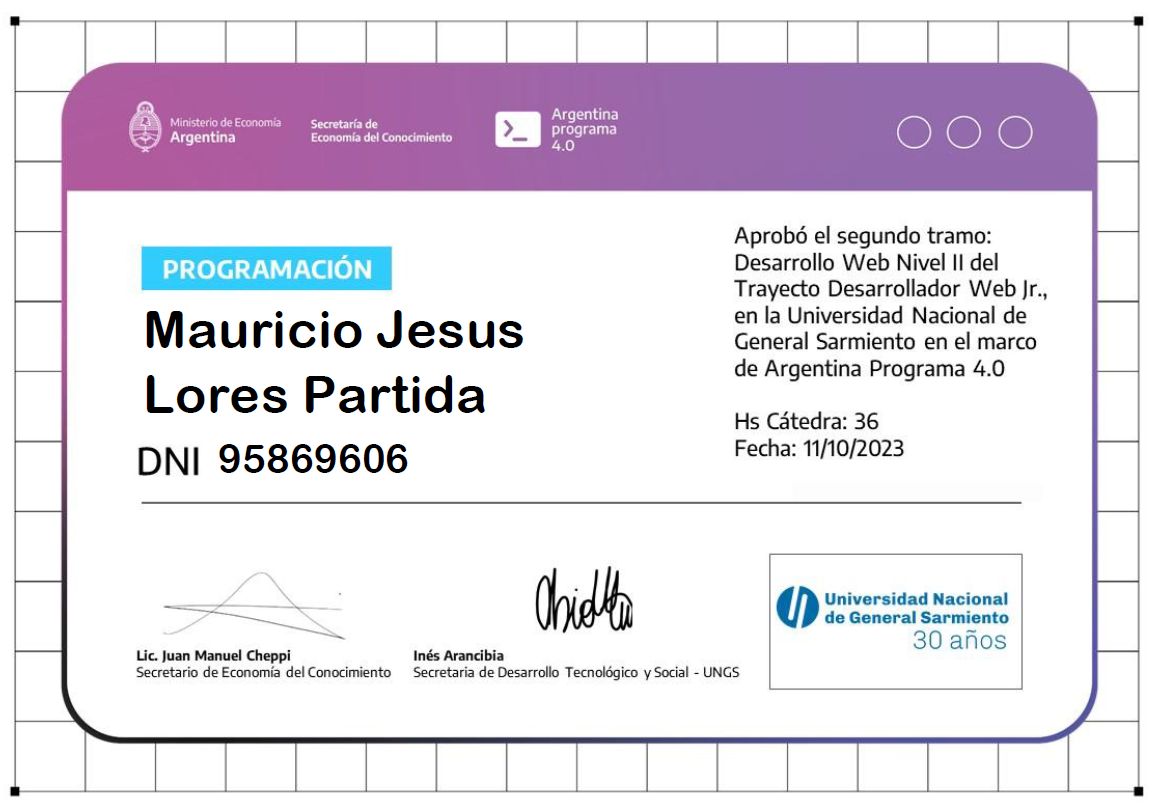 Ministerio de Economía
Argentina
Secretaría de
Economía del Conocimiento
Argentina
programa
4.0
PROGRAMACIÓN
Mauricio Jesus
Lores Partida
DNI 95869606
Aprobó el segundo tramo:
Desarrollo Web Nivel II del
Trayecto Desarrollador Web Jr.,
en la Universidad Nacional de
General Sarmiento en el marco
de Argentina Programa 4.0
Hs Cátedra: 36
Fecha: 11/10/2023
Lic. Juan Manuel Cheppi
Secretario de Economía del Conocimiento
Inés Arancibia
Secretaria de Desarrollo Tecnológico y Social - UNGS
Universidad Nacional
de General Sarmiento
30 años